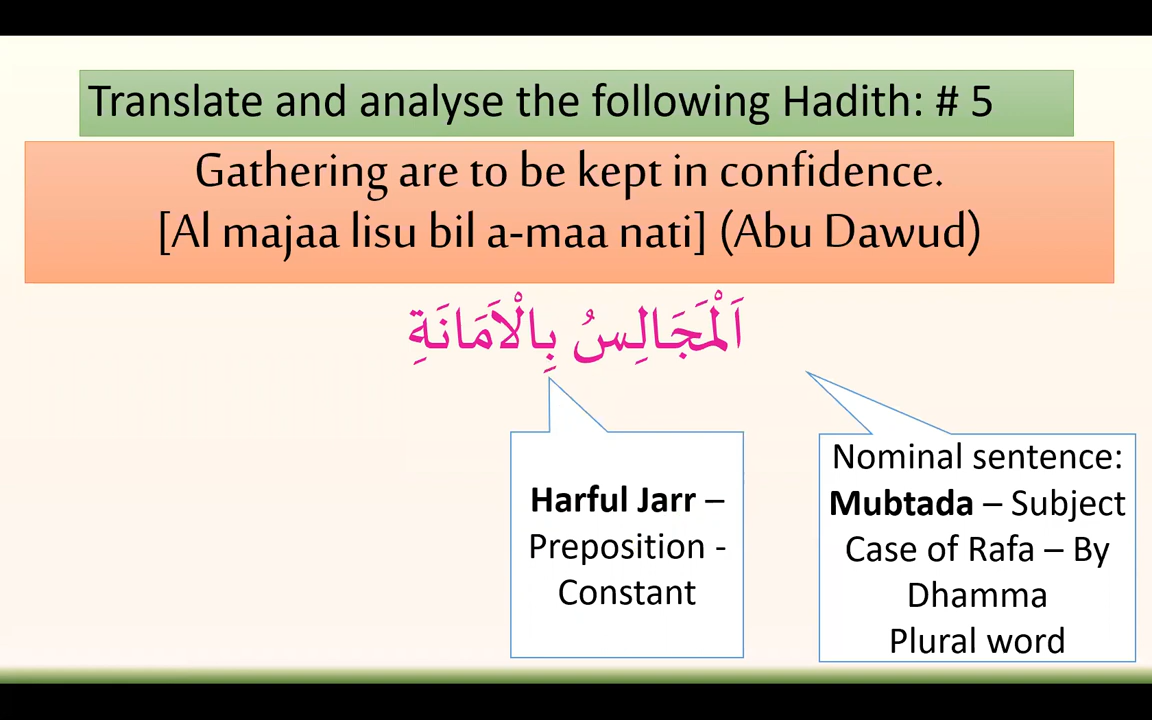 Translate and analyse the following Hadith: # 5
Gathering are to be kept in confidence.
[Al majaa lisu bil a-maa nati] (Abu Dawud)
اَلْمَجَالِسُ بِالْاَمَانَةِ
Harful Jarr –
Preposition -
Constant
Nominal sentence:
Mubtada – Subject
Case of Rafa – By
Dhamma
Plural word